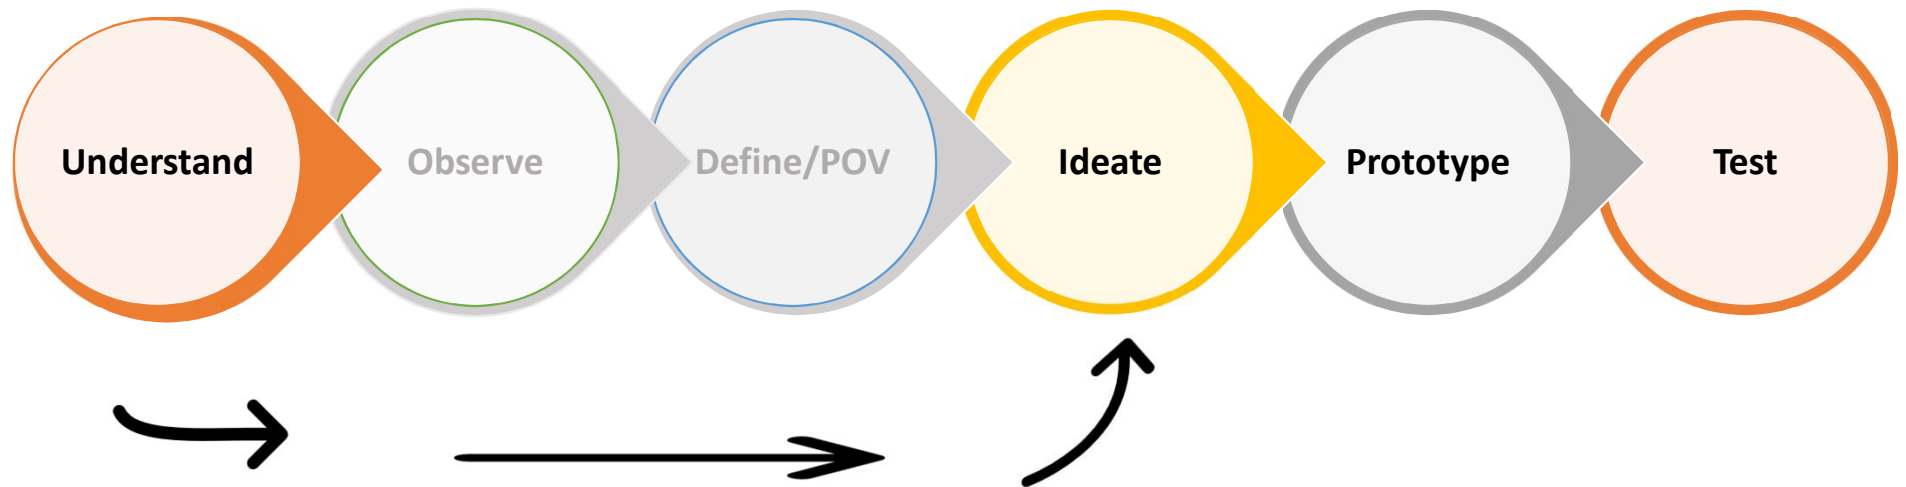 Understand
Observe
Define/POV
Ideate
Prototype
Test